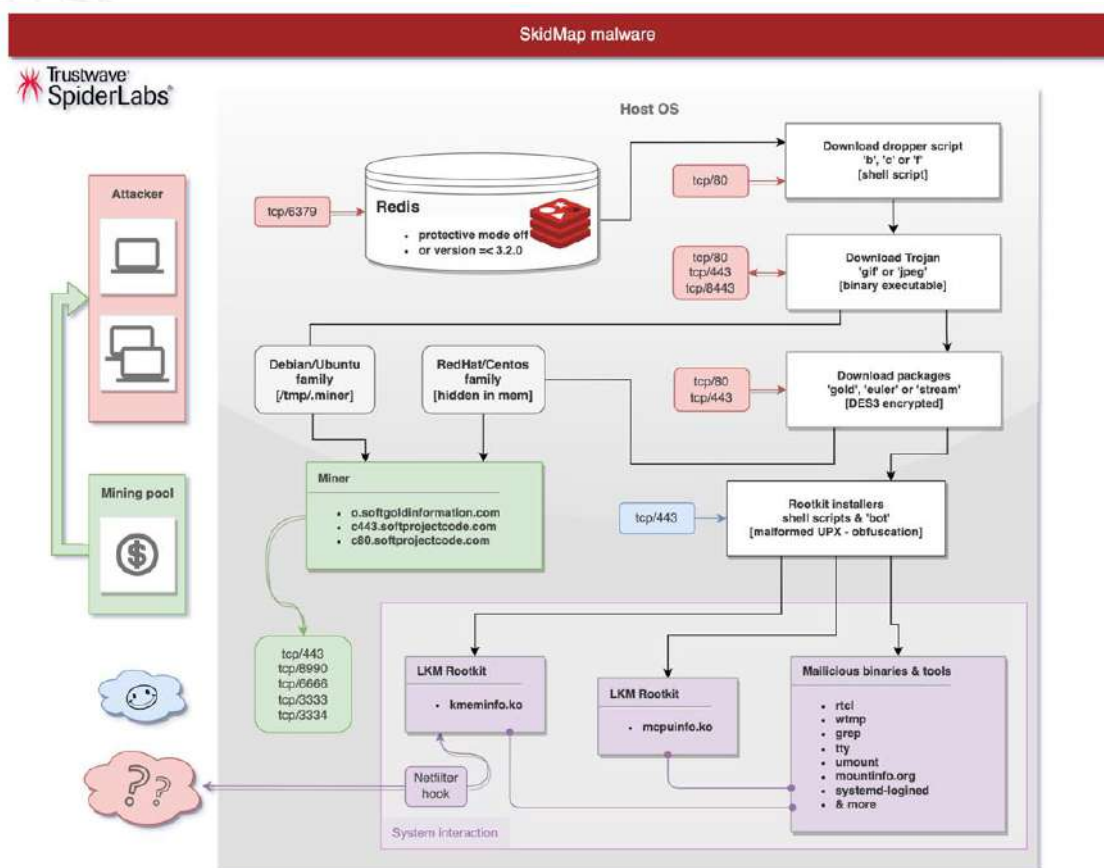 SkidMap malware
Trustwave®
SpiderLabs®
Host OS
Attacker
Mining pool
tcp/6379
Redis
• protective mode off
• or version =< 3.2.0
tcp/80
Download dropper script
'b', 'c' or 'f'
[shell script]
tcp/80
tcp/443
tcp/8443
Download Trojan
'gif' or 'jpeg'
[binary executable]
Debian/Ubuntu
family
[/tmp/.miner]
RedHat/Centos
family
[hidden in mem]
tcp/80
tcp/443
Download packages
'gold', 'euler' or 'stream'
[DES3 encrypted]
Miner
• o.softgoldinformation.com
• c443.softprojectcode.com
• c80.softprojectcode.com
tcp/443
Rootkit installers
shell scripts & 'bot'
[malformed UPX - obfuscation]
tcp/443
tcp/8990
tcp/6666
tcp/3333
tcp/3334
LKM Rootkit
• kmeminfo.ko
LKM Rootkit
• mcpuinfo.ko
Mailicious binaries & tools
• rtcl
• wtmp
• grep
• tty
• umount
• mountinfo.org
• systemd-logined
• & more
Netfilter
hook
System interaction
? ?